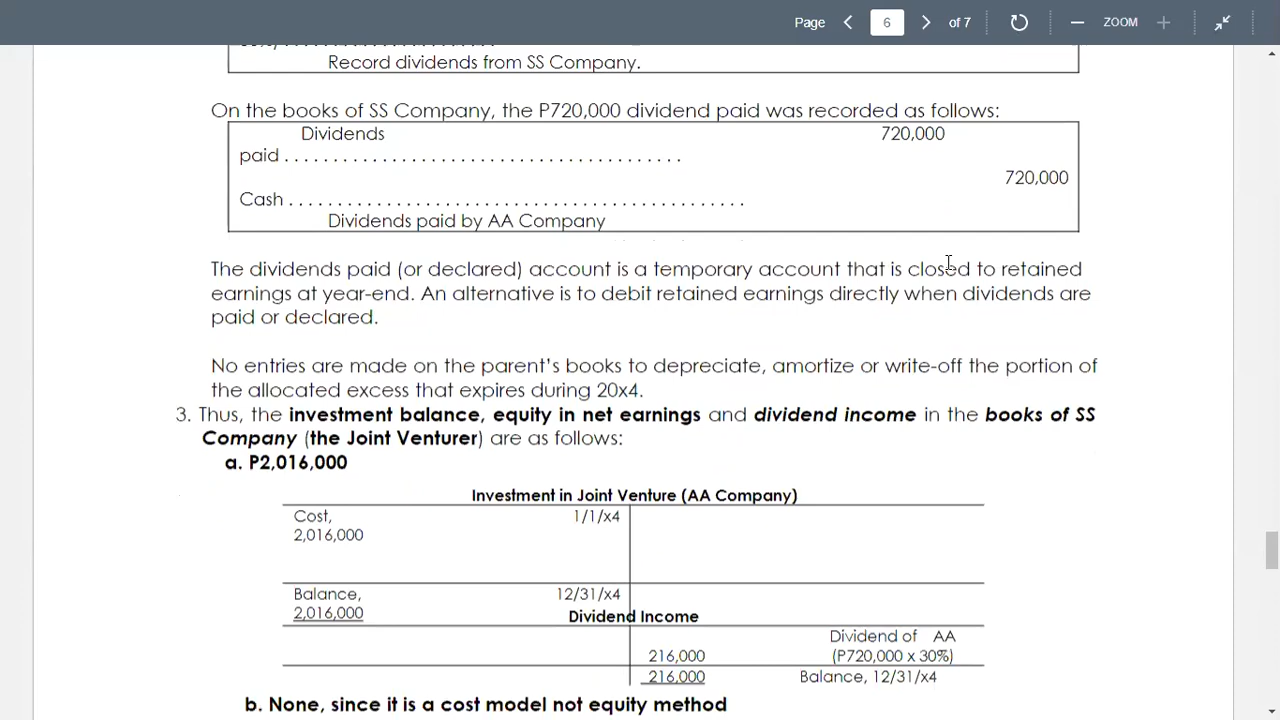 Page 6 of 7 ZOOM
Record dividends from SS Company.
On the books of SS Company, the P720,000 dividend paid was recorded as follows:
Dividends 720,000
paid . . . . . . . . . . . . . . . . . . . . . . . . . . . . . . . . . . . . . . . . .
720,000
Cash . . . . . . . . . . . . . . . . . . . . . . . . . . . . . . . . . . . . . . . . . . . . . . .
Dividends paid by AA Company
The dividends paid (or declared) account is a temporary account that is closed to retained
earnings at year-end. An alternative is to debit retained earnings directly when dividends are
paid or declared.
No entries are made on the parent's books to depreciate, amortize or write-off the portion of
the allocated excess that expires during 20x4.
3. Thus, the investment balance, equity in net earnings and dividend income in the books of SS
Company (the Joint Venturer) are as follows:
a. P2,016,000
Investment in Joint Venture (AA Company)
Cost, 1/1/x4
2,016,000
Balance, 12/31/x4
2,016,000
Dividend Income
Dividend of AA
216,000 (P720,000 x 30%)
216,000 Balance, 12/31/x4
b. None, since it is a cost model not equity method